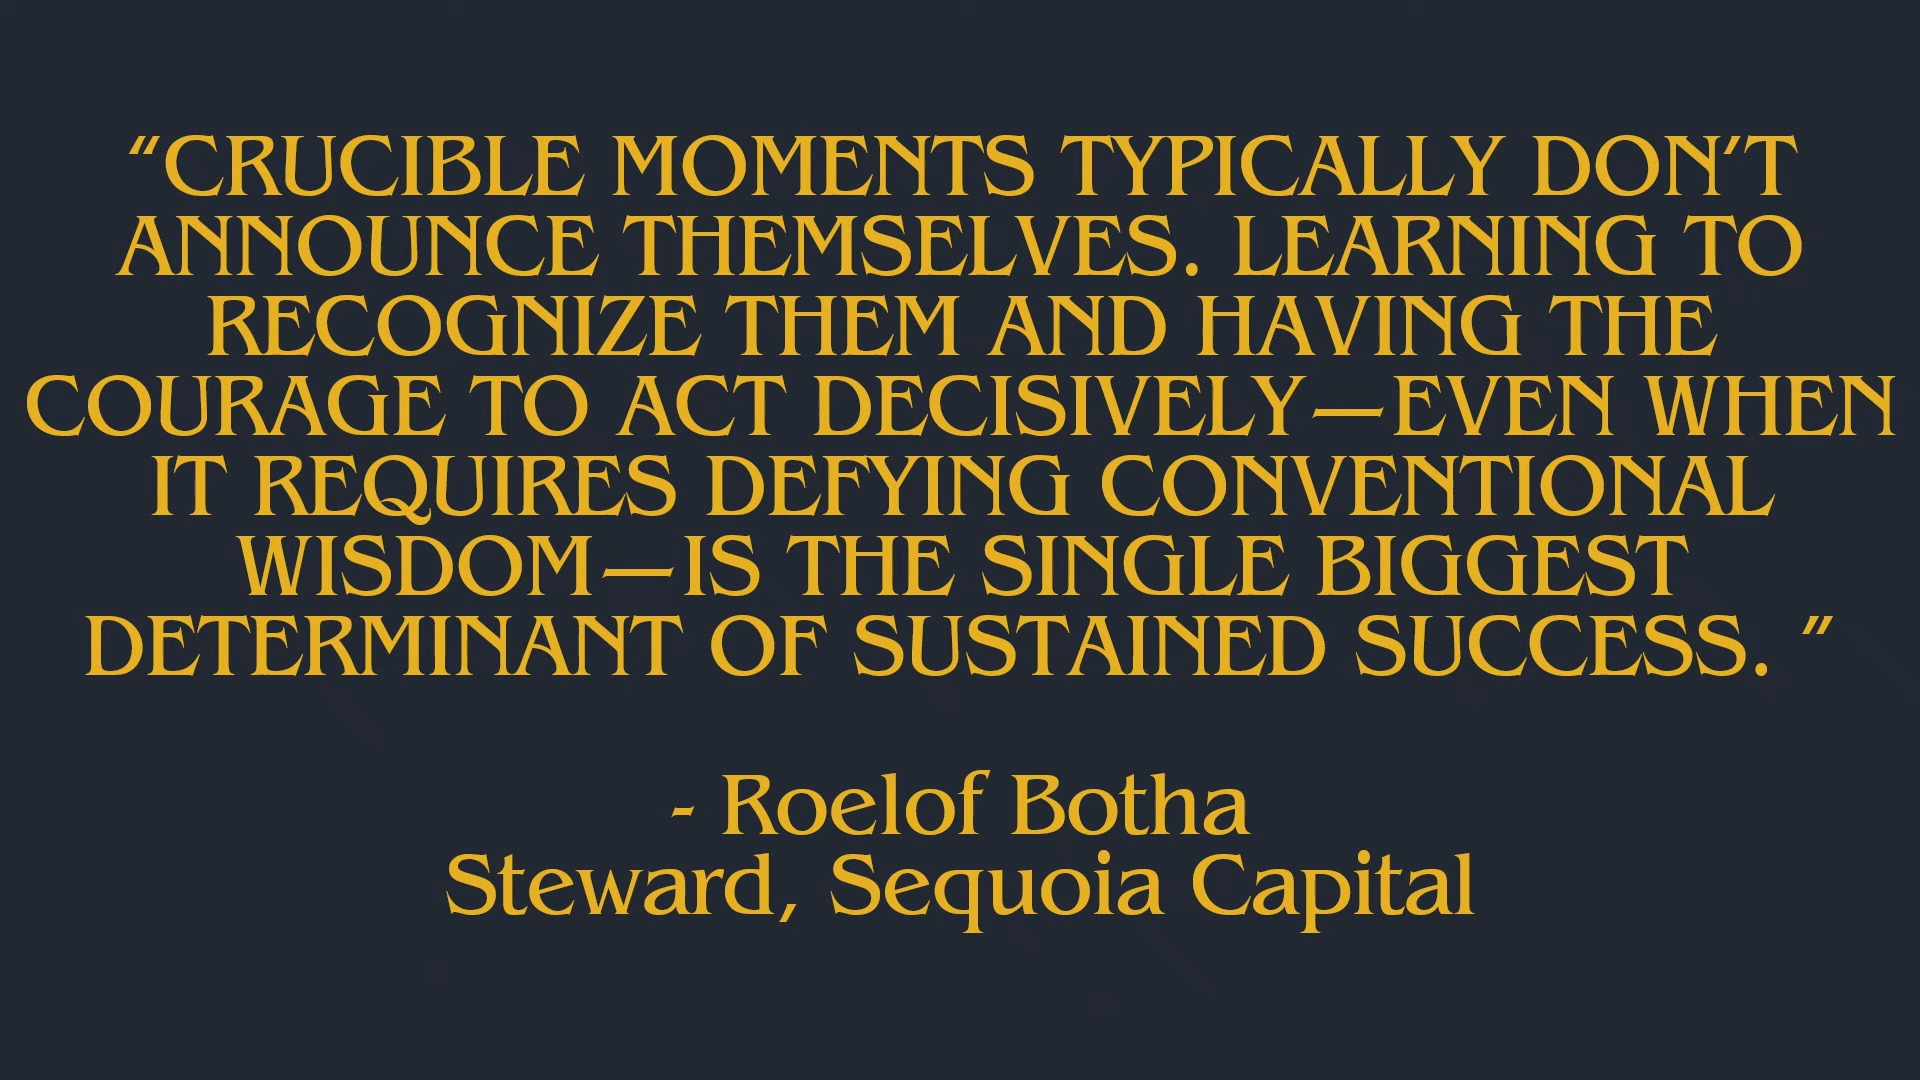 “CRUCIBLE MOMENTS TYPICALLY DON’T
ANNOUNCE THEMSELVES. LEARNING TO
RECOGNIZE THEM AND HAVING THE
COURAGE TO ACT DECISIVELY—EVEN WHEN
IT REQUIRES DEFYING CONVENTIONAL
WISDOM—IS THE SINGLE BIGGEST
DETERMINANT OF SUSTAINED SUCCESS. ”
- Roelof Botha
Steward, Sequoia Capital